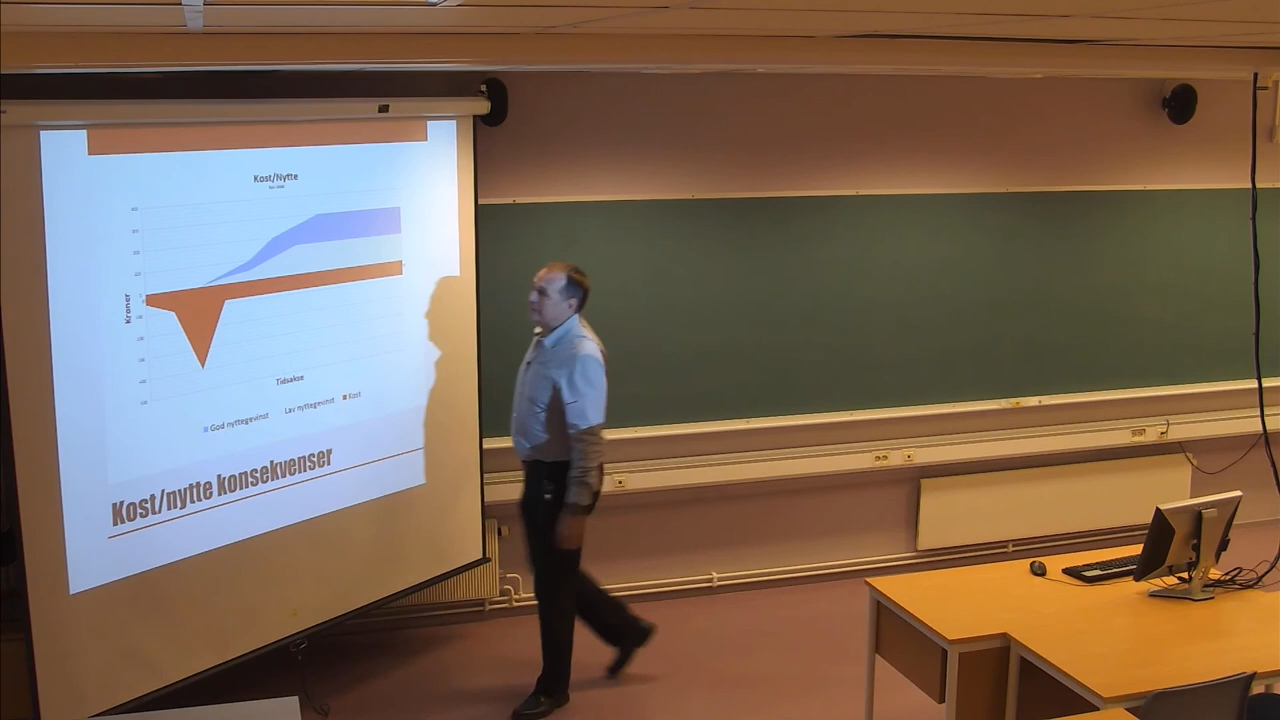 Kost/Nytte
Kroner
Tidsakse
God nyttegevinst Lav nyttegevinst Kost
Kost/nytte konsekvenser